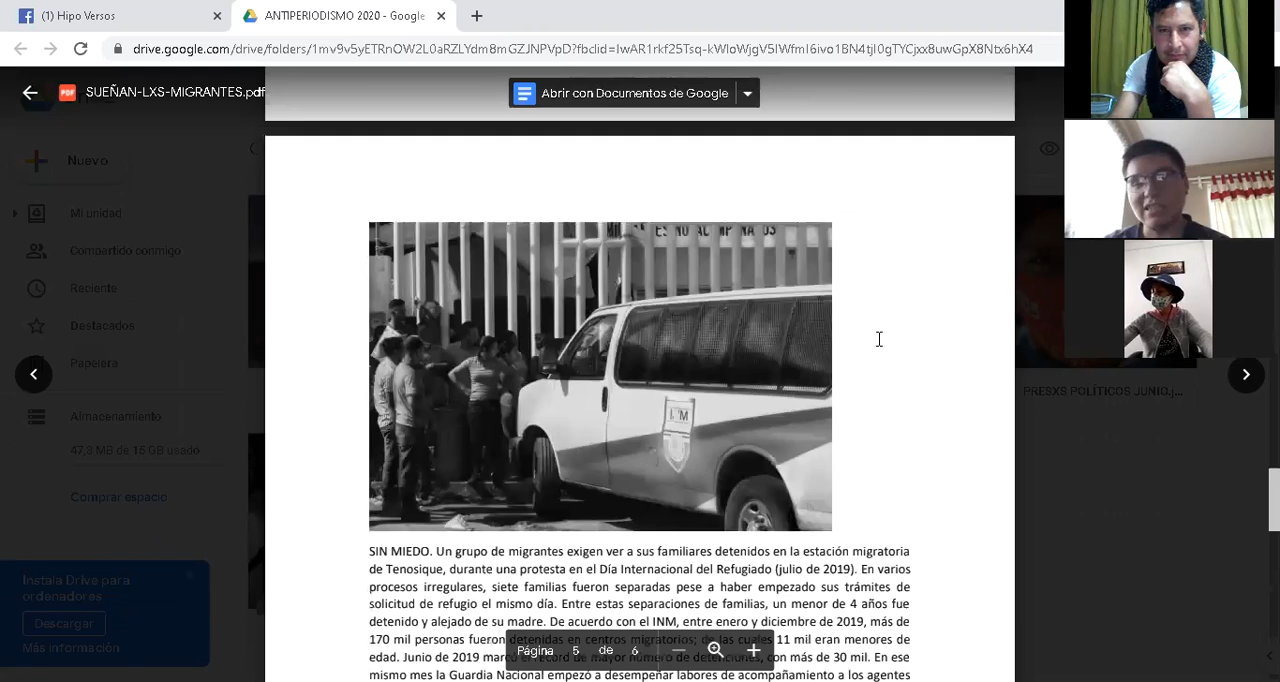 (1) Hipo Versos
ANTIPERIODISMO 2020 - Google
SUEÑAN-LXS-MIGRANTES.pdf
Abrir con Documentos de Google
Nuevo
Mi unidad
Compartido conmigo
Reciente
Destacados
Papelera
Almacenamiento
47,3 MB de 15 GB usado
Comprar espacio
Instala Drive para
ordenadores
Descargar
Más información
PRESXS POLÍTICOS JUNIO.j...
ES NO ACOMPAÑADOS
INM
SIN MIEDO. Un grupo de migrantes exigen ver a sus familiares detenidos en la estación migratoria
de Tenosique, durante una protesta en el Día Internacional del Refugiado (julio de 2019). En varios
procesos irregulares, siete familias fueron separadas pese a haber empezado sus trámites de
solicitud de refugio el mismo día. Entre estas separaciones de familias, un menor de 4 años fue
detenido y alejado de su madre. De acuerdo con el INM, entre enero y diciembre de 2019, más de
170 mil personas fueron detenidas en centros migratorios; de las cuales 11 mil eran menores de
edad. Junio de 2019 marcó el récord de mayor número de detenciones, con más de 30 mil. En ese
mismo mes la Guardia Nacional empezó a desempeñar labores de acompañamiento a los agentes
Página 5 de 6